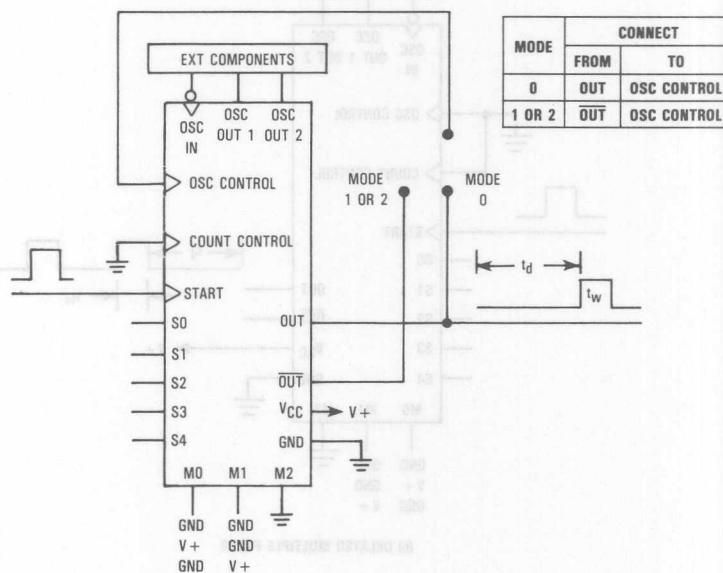 MODE
CONNECT
FROM
TO
0
OUT
OSC CONTROL
1 OR 2
OUT
OSC CONTROL
EXT COMPONENTS
OSC IN
OSC OUT 1
OSC OUT 2
OSC CONTROL
COUNT CONTROL
START
S0
S1
S2
S3
S4
OUT
OUT
VCC
V+
GND
M0
M1
M2
GND
GND
V+
GND
GND
V+
MODE 1 OR 2
MODE 0
td
tw